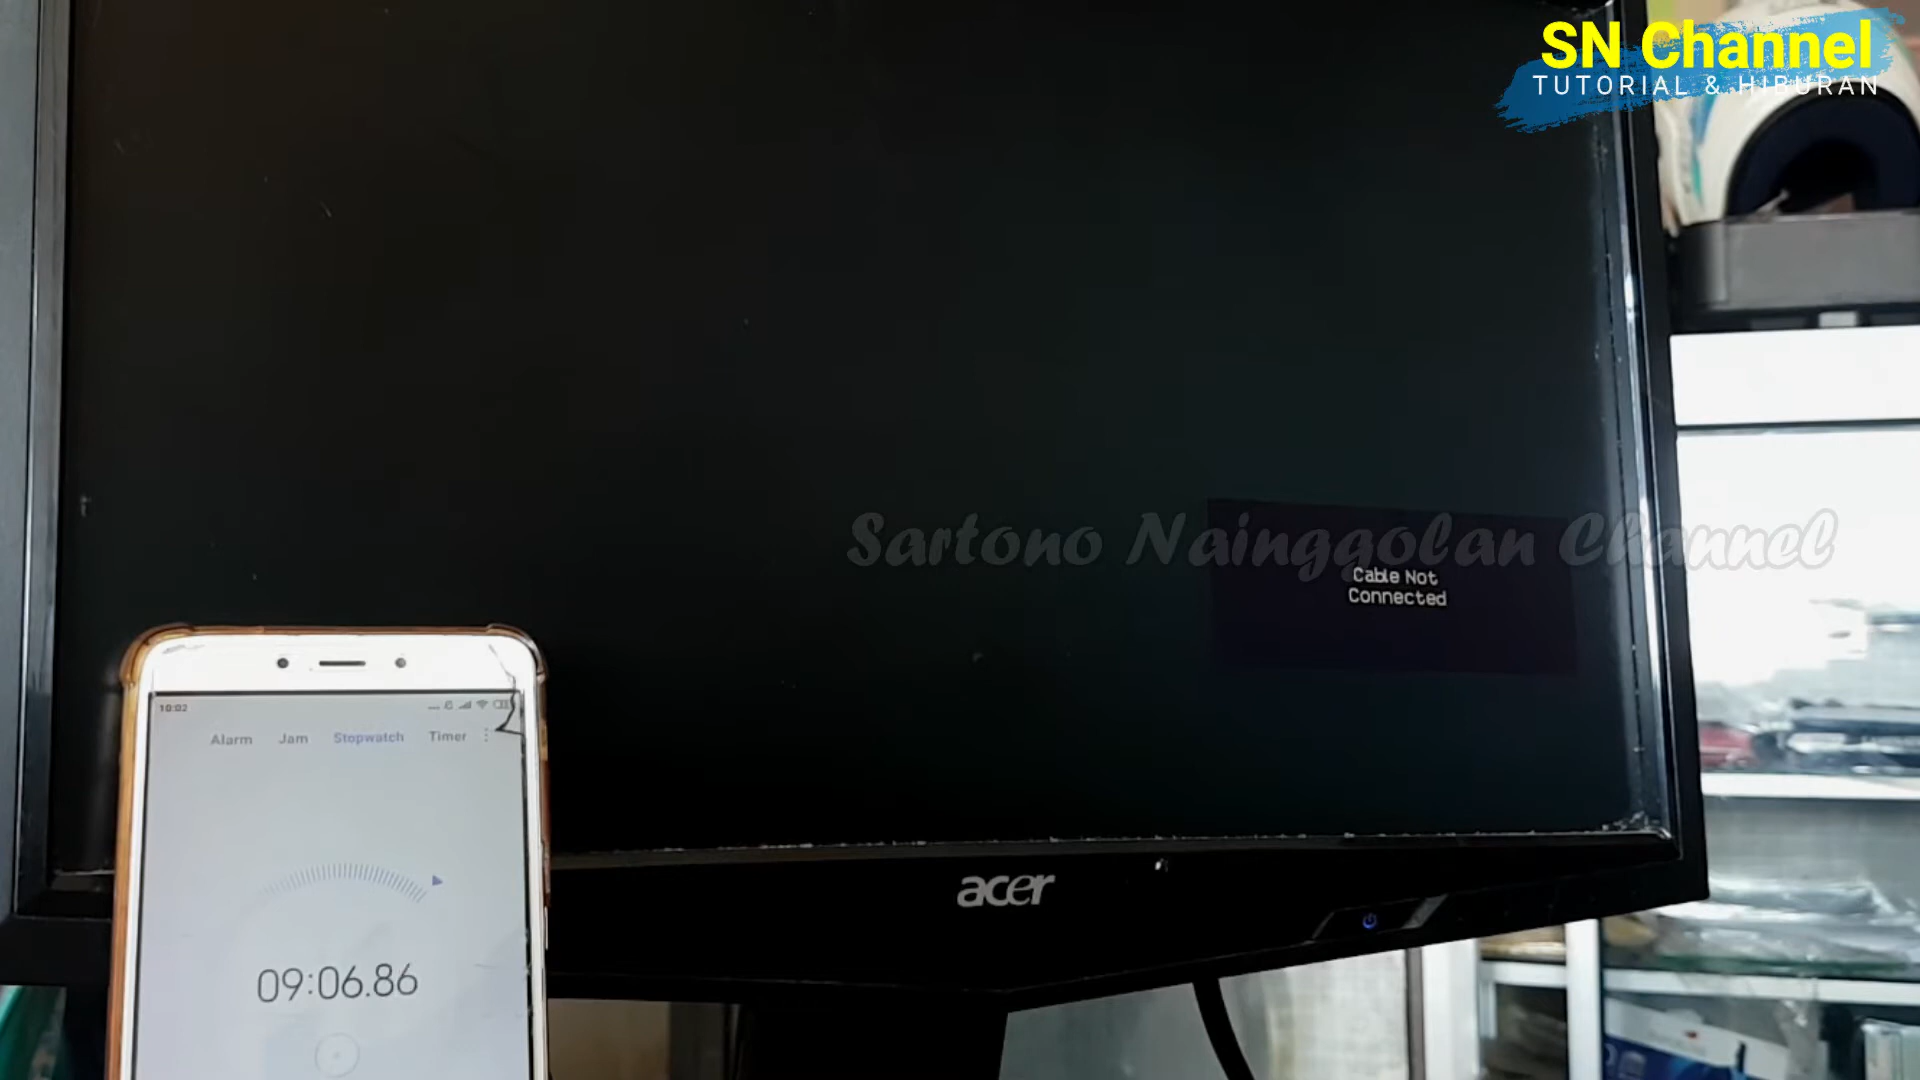 SN Channel
TUTORIAL & HIBURAN
Sartono Nainggolan Channel
Cable Not
Connected
10:02
Alarm Jam Stopwatch Timer
acer
09:06.86